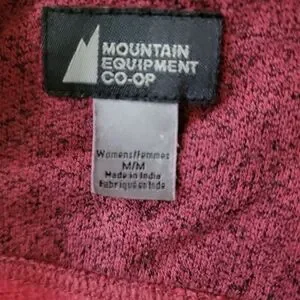 MOUNTAIN
EQUIPMENT
CO-OP
Womens/Femmes
M/M
Made in India
Fabriqué en Inde